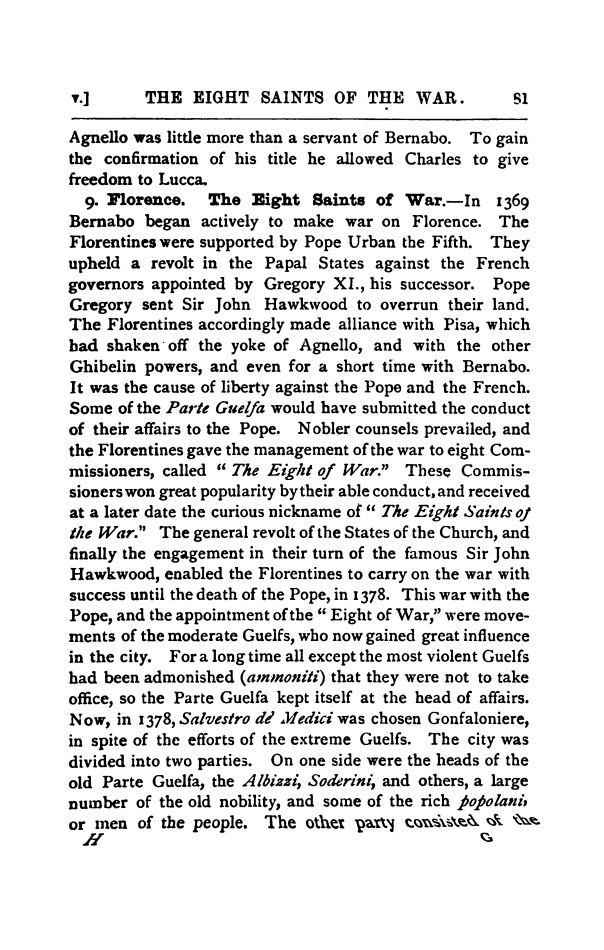 v.] THE EIGHT SAINTS OF THE WAR. 81
Agnello was little more than a servant of Bernabo. To gain
the confirmation of his title he allowed Charles to give
freedom to Lucca.
9. Florence. The Eight Saints of War.—In 1369
Bernabo began actively to make war on Florence. The
Florentines were supported by Pope Urban the Fifth. They
upheld a revolt in the Papal States against the French
governors appointed by Gregory XI., his successor. Pope
Gregory sent Sir John Hawkwood to overrun their land.
The Florentines accordingly made alliance with Pisa, which
had shaken off the yoke of Agnello, and with the other
Ghibelin powers, and even for a short time with Bernabo.
It was the cause of liberty against the Pope and the French.
Some of the Parte Guelfa would have submitted the conduct
of their affairs to the Pope. Nobler counsels prevailed, and
the Florentines gave the management of the war to eight Com-
missioners, called “ The Eight of War.” These Commis-
sioners won great popularity by their able conduct, and received
at a later date the curious nickname of “ The Eight Saints of
the War.” The general revolt of the States of the Church, and
finally the engagement in their turn of the famous Sir John
Hawkwood, enabled the Florentines to carry on the war with
success until the death of the Pope, in 1378. This war with the
Pope, and the appointment of the “ Eight of War,” were move-
ments of the moderate Guelfs, who now gained great influence
in the city. For a long time all except the most violent Guelfs
had been admonished (ammoniti) that they were not to take
office, so the Parte Guelfa kept itself at the head of affairs.
Now, in 1378, Salvestro de' Medici was chosen Gonfaloniere,
in spite of the efforts of the extreme Guelfs. The city was
divided into two parties. On one side were the heads of the
old Parte Guelfa, the Albizzi, Soderini, and others, a large
number of the old nobility, and some of the rich popolani,
or men of the people. The other party consisted of the
H G